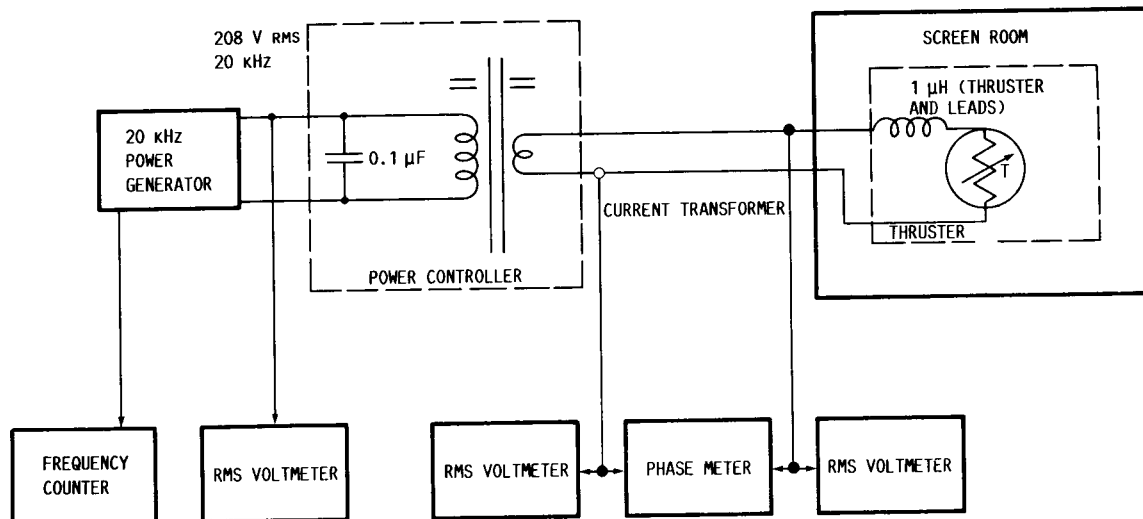 208 V RMS
20 KHZ
SCREEN ROOM
1 µH (THRUSTER
AND LEADS)
20 KHZ
POWER
GENERATOR
0.1 µF
T
CURRENT TRANSFORMER
THRUSTER
POWER CONTROLLER
FREQUENCY
COUNTER
RMS VOLTMETER
RMS VOLTMETER
PHASE METER
RMS VOLTMETER